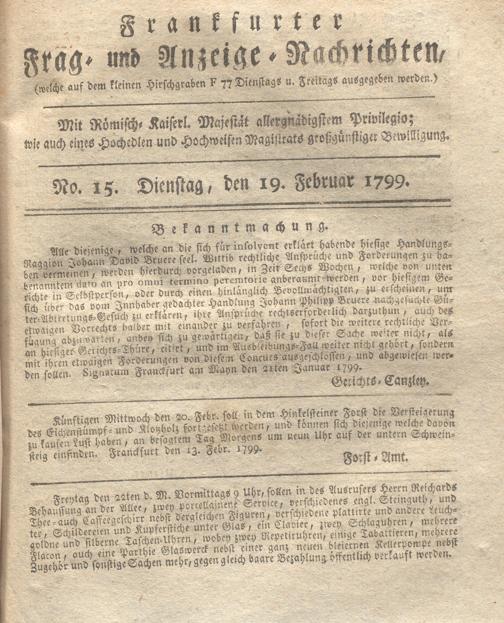 Frankfurter
Frag- und Anzeige-Nachrichten,
(welche auf dem kleinen Hirschgraben F 77 Dienstags u. Freitags ausgegeben werden.)
Mit Römisch-Kaiserl. Majestät allergnädigstem Privilegio;
wie auch eines Hochedlen und Hochweisen Magistrats großgünstiger Bewilligung.
No. 15. Dienstag, den 19. Februar 1799.
Bekanntmachung.
Alle diejenige, welche an die sich für insolvent erklärt habende hiesige Handlungs-
Raggion Johann David Bruere seel. Wittib rechtliche Ansprüche und Forderungen zu ha-
ben vermeinen, werden hierdurch vorgeladen, in Zeit Sechs Wochen, welche von unten
benanntem dato an pro omni termino peremtorie anberaumt werden, vor hiesigem Ge-
richte in Selbstperson, oder durch einen hinlänglich Bevollmächtigten, zu erscheinen, um
sich über das vom Innhaber gedachter Handlung Johann Philipp Bruere nachgesuchte Gü-
ter-Abtrettungs-Gesuch zu erklären, ihre Ansprüche rechtserforderlich darzuthun, auch des
etwaigen Vorrechts halber mit einander zu verfahren, sofort die weitere rechtliche Ver-
fügung abzuwarten, anbey sich zu gewärtigen, daß sie zu dieser Sache weiter nicht, als
an hiesiger Gerichts-Thüre, citirt, und im Ausbleibungs-Fall weiter nicht gehört, sondern
mit ihren etwaigen Forderungen von diesem Concurs ausgeschlossen, und abgewiesen wer-
den sollen. Signatum Franckfurt am Mayn den 21ten Januar 1799.
Gerichts-Canzley.
Künftigen Mittwoch den 20. Febr. soll in dem Hinkelsteiner Forst die Versteigerung
des Eichenstumpf- und Klozholz fortgesetzt werden, und können sich diejenige welche davon
zu kaufen Lust haben, an besagtem Tag Morgens um neun Uhr auf der untern Schwein-
steig einfinden. Franckfurt den 13. Febr. 1799.
Forst-Amt.
Freytag den 22ten d. M. Vormittags 9 Uhr, sollen in des Ausrufers Herrn Reichards
Behaussung an der Allee, zwey portellainene Service, verschiedenes engl. Steinguth, und
Thee- auch Caffeegeschirr nebst dergleichen Figuren, verschiedene plattirte und andere Leuch-
ter, Schildereien und Kupferstiche unter Glas, ein Clavier, zwey Schlaguhren, mehrere
goldne und silberne Taschen-Uhren, wobey zwey Repetiruhren, einige Tabattieren, mehrere
Flacon, auch eine Parthie Glaswerck nebst einer ganz neuen bleiernen Kellerpompe nebst
Zugehör und sonstige Sachen mehr, gegen gleich baare Bezahlung öffentlich verkauft werden.